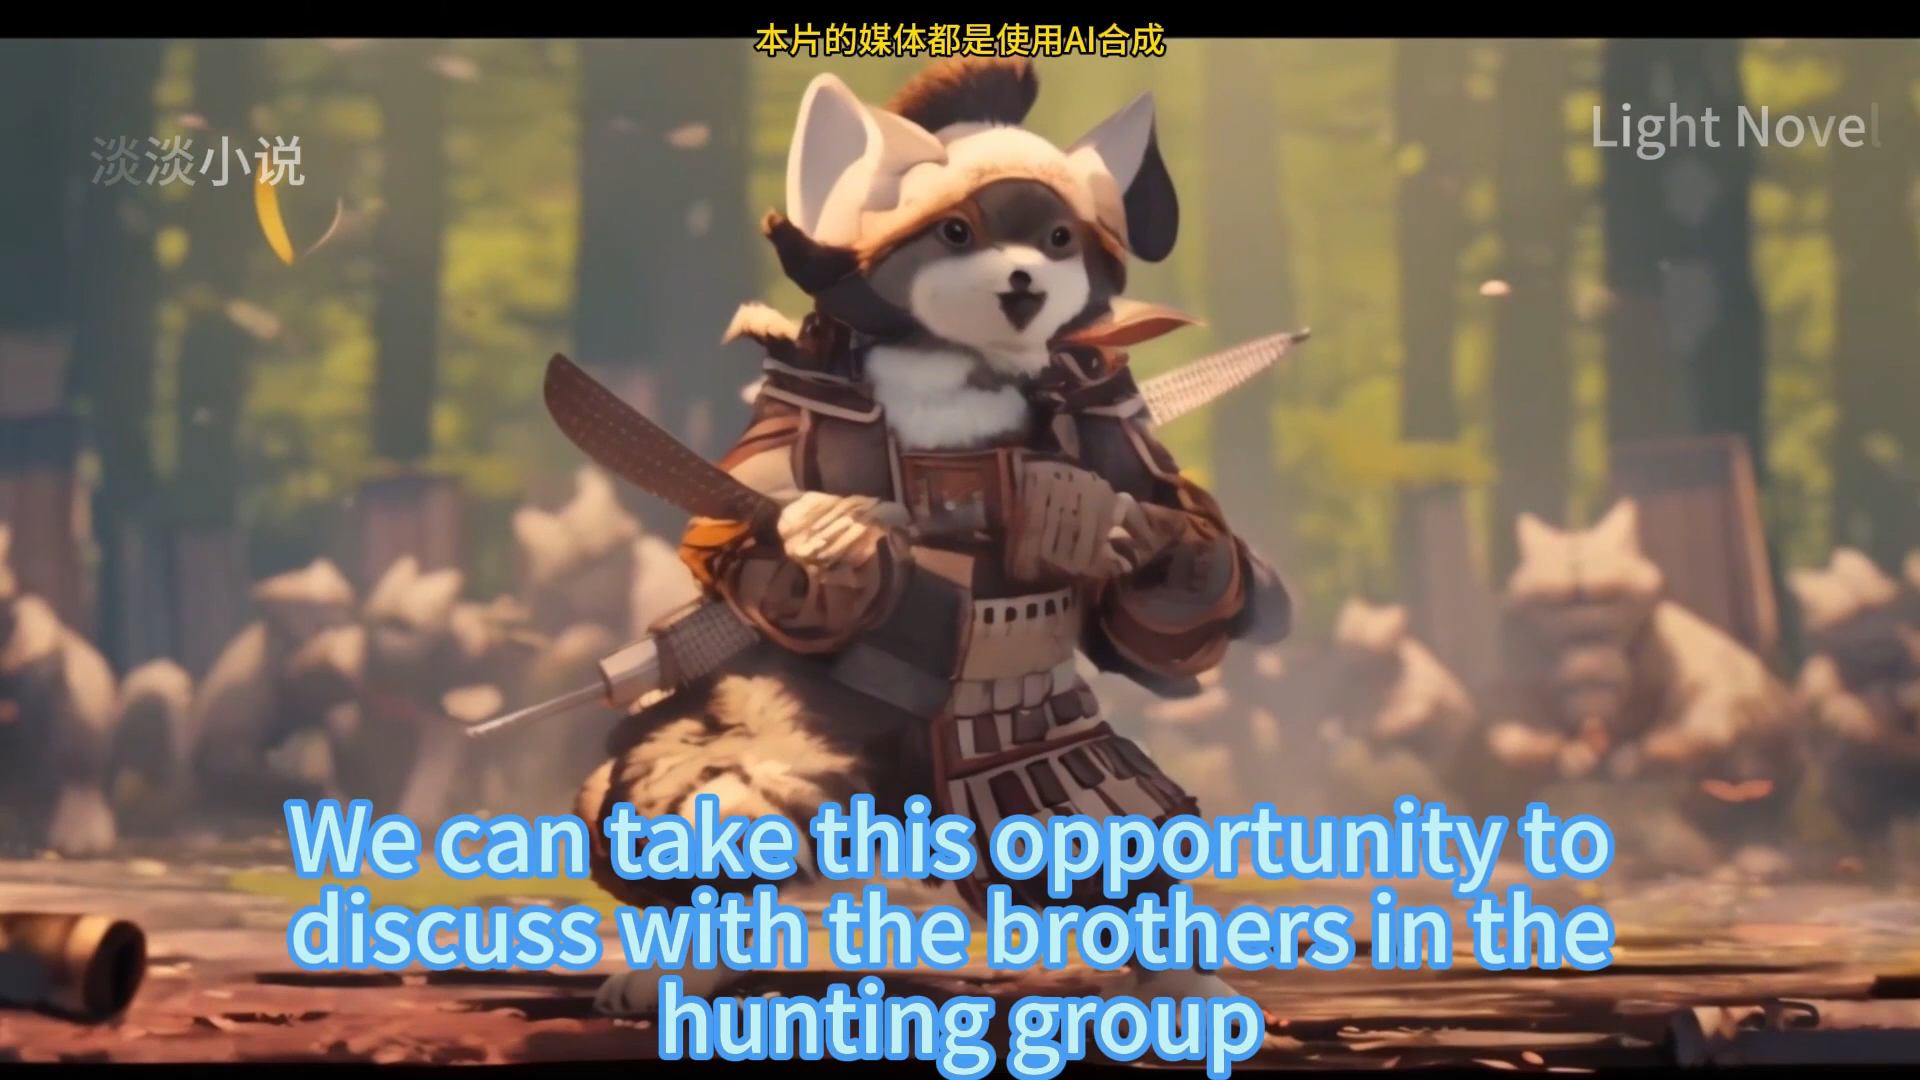 本片的媒体都是使用AI合成
淡淡小说
Light Novel
We can take this opportunity to
discuss with the brothers in the
hunting group